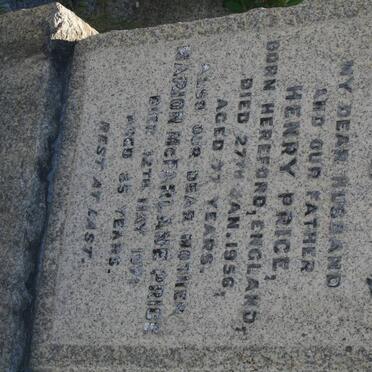 MY DEAR HUSBAND
AND OUR FATHER
HENRY PRICE,
BORN HEREFORD, ENGLAND,
DIED 27TH JAN. 1956,
AGED 77 YEARS.
ALSO OUR DEAR MOTHER
MARION MCFARLANE PRICE
DIED 12TH MAY 1971
AGED 85 YEARS.
REST AT LAST.